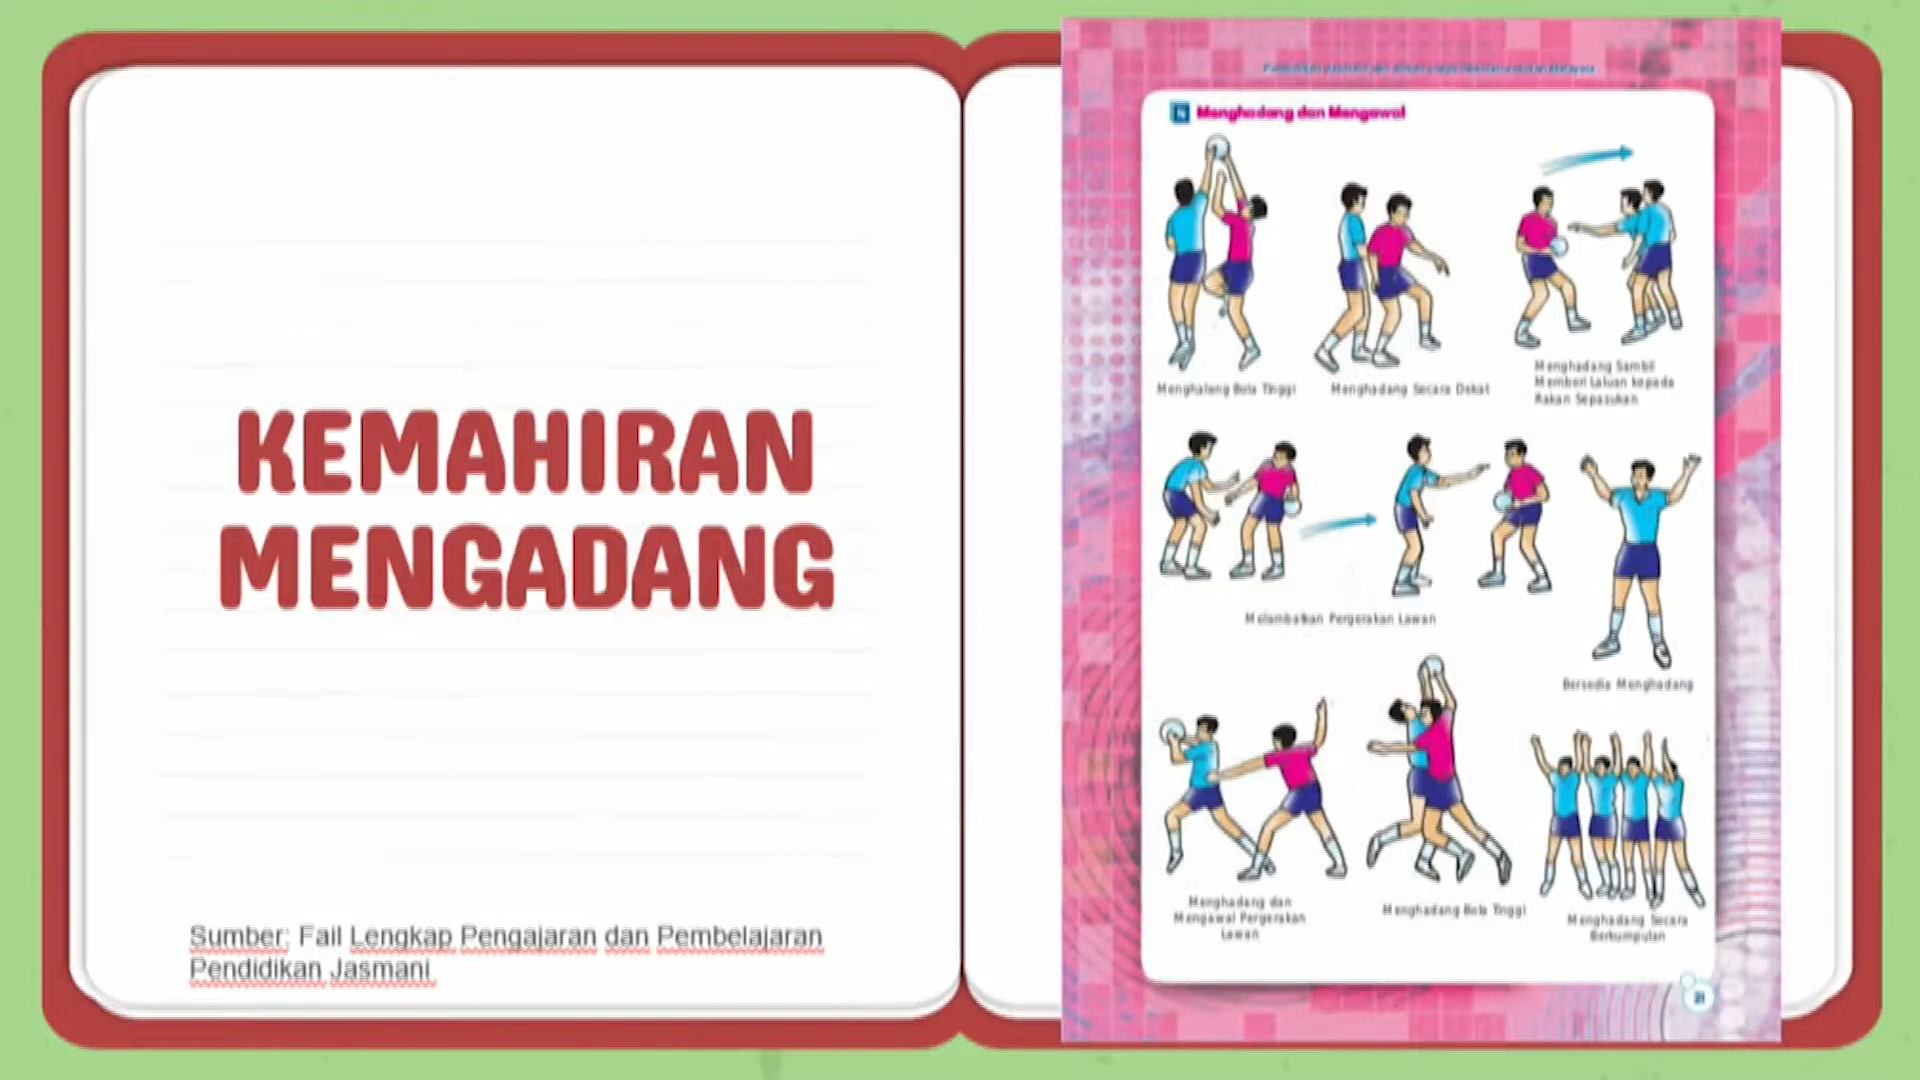 KEMAHIRAN
MENGADANG
Sumber: Fail Lengkap Pengajaran dan Pembelajaran
Pendidikan Jasmani
Menghadang dan Mengawal
Menghalang Bola Tinggi
Menghadang Secara Dekat
Menghadang Sambil
Memberi Laluan kepada
Rakan Sepasukan
Melambatkan Pergerakan Lawan
Bersedia Menghadang
Menghadang dan
Mengawal Pergerakan
Lawan
Menghadang Bola Tinggi
Menghadang Secara
Berkumpulan